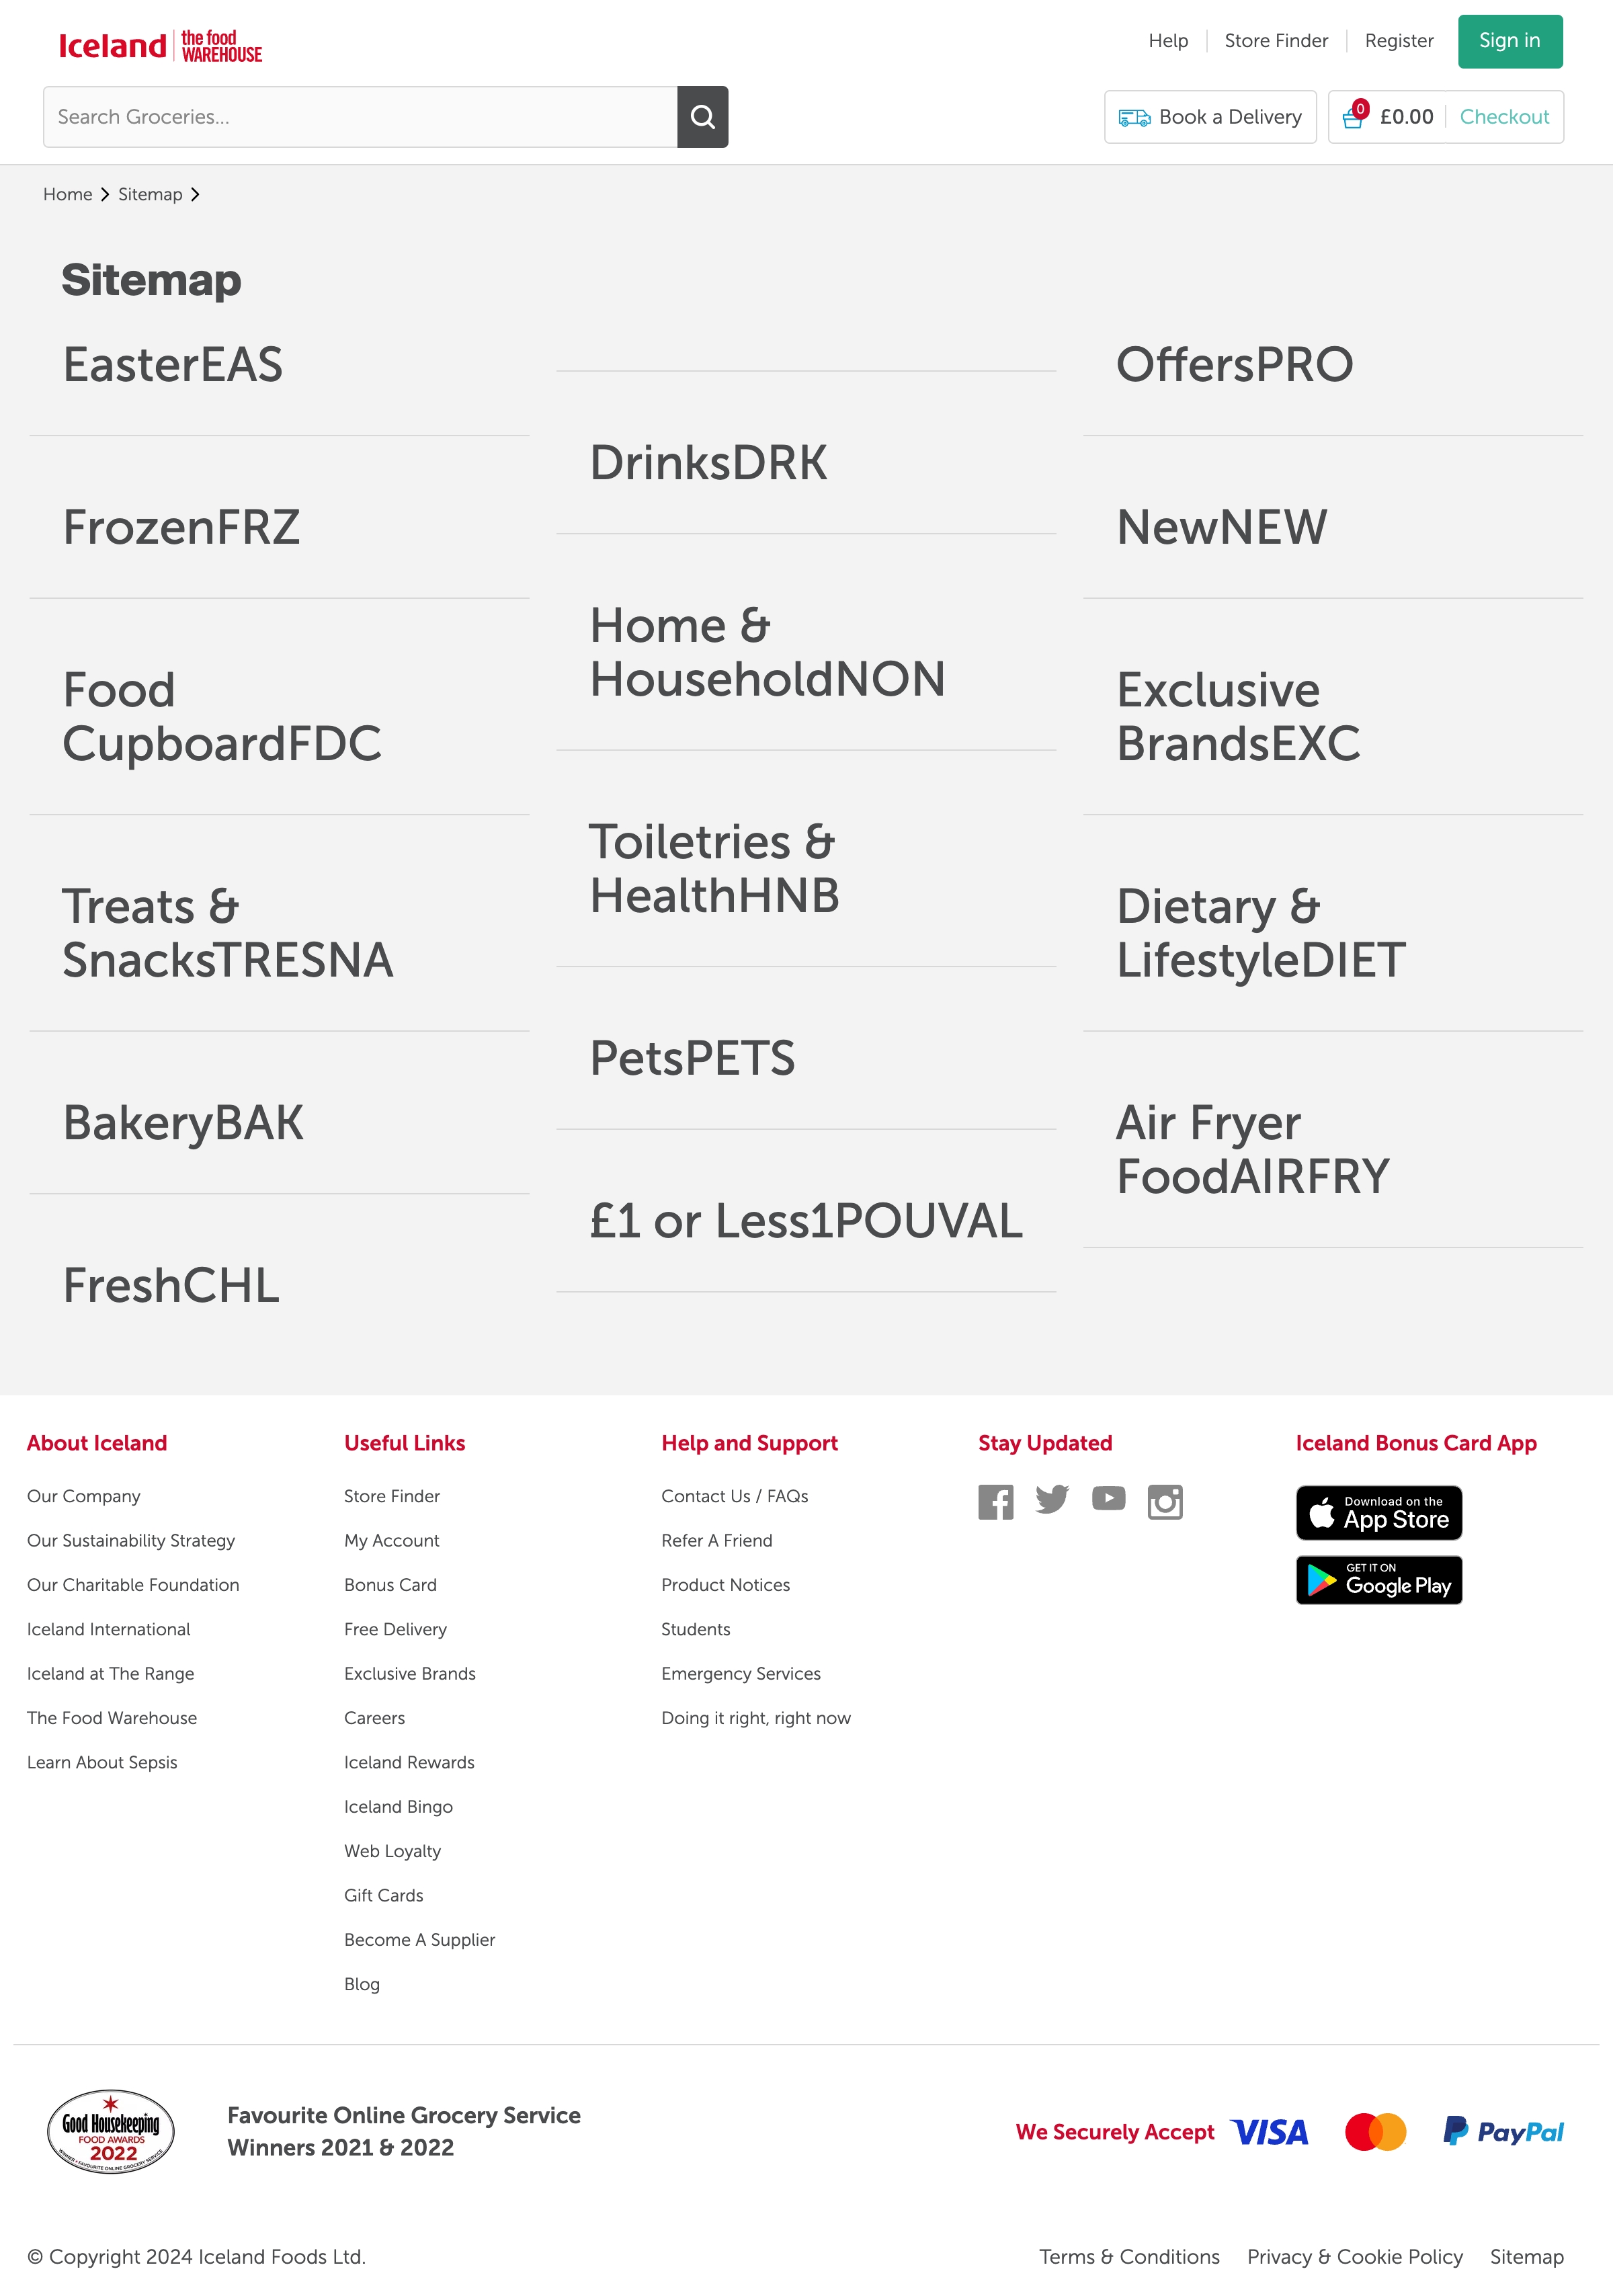 Iceland
the food
WAREHOUSE
Help
Store Finder
Register
Sign in
Search Groceries...
Book a Delivery
0
£0.00
Checkout
Home
Sitemap
Sitemap
EasterEAS
FrozenFRZ
Food
CupboardFDC
Treats &
SnacksTRESNA
BakeryBAK
FreshCHL
DrinksDRK
Home &
HouseholdNON
Toiletries &
HealthHNB
PetsPETS
£1 or Less1POUVAL
OffersPRO
NewNEW
Exclusive
BrandsEXC
Dietary &
LifestyleDIET
Air Fryer
FoodAIRFRY
About Iceland
Our Company
Our Sustainability Strategy
Our Charitable Foundation
Iceland International
Iceland at The Range
The Food Warehouse
Learn About Sepsis
Useful Links
Store Finder
My Account
Bonus Card
Free Delivery
Exclusive Brands
Careers
Iceland Rewards
Iceland Bingo
Web Loyalty
Gift Cards
Become A Supplier
Blog
Help and Support
Contact Us / FAQs
Refer A Friend
Product Notices
Students
Emergency Services
Doing it right, right now
Stay Updated
Iceland Bonus Card App
Download on the
App Store
GET IT ON
Google Play
Good Housekeeping
FOOD AWARDS
2022
WINNER • FAVOURITE ONLINE GROCERY SERVICE
Favourite Online Grocery Service
Winners 2021 & 2022
We Securely Accept
VISA
PayPal
© Copyright 2024 Iceland Foods Ltd.
Terms & Conditions
Privacy & Cookie Policy
Sitemap